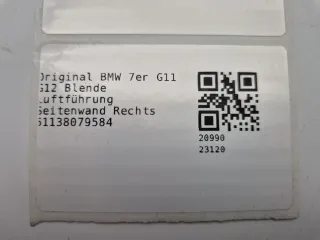 Original BMW 7er G11
G12 Blende
Luftführung
Seitenwand Rechts
51138079584
20990
23120